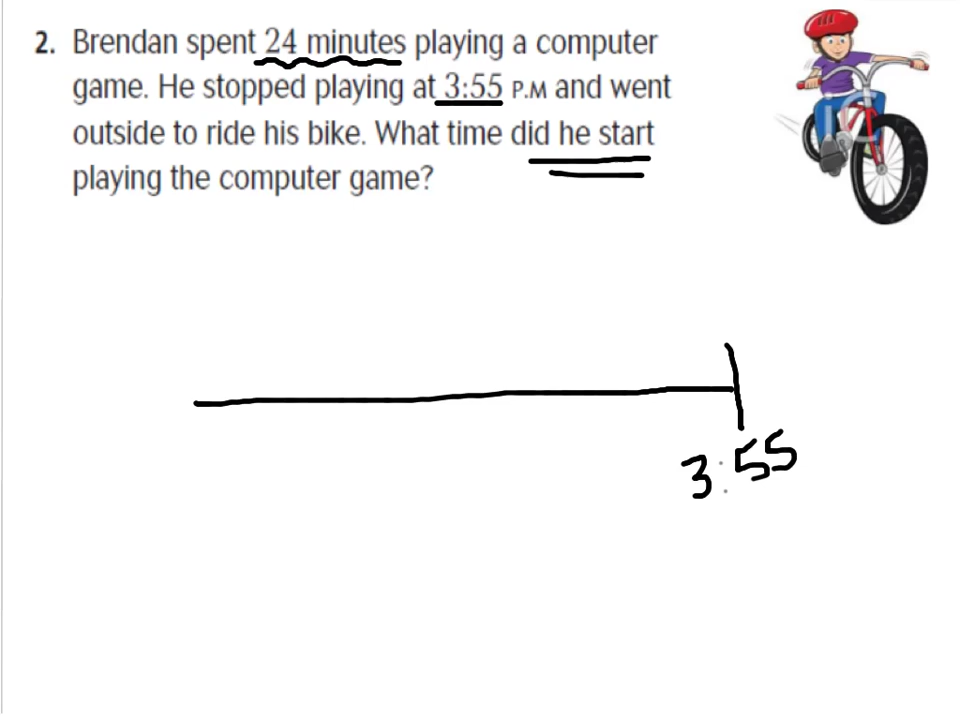 2. Brendan spent 24 minutes playing a computer
game. He stopped playing at 3:55 P.M and went
outside to ride his bike. What time did he start
playing the computer game?
3:55